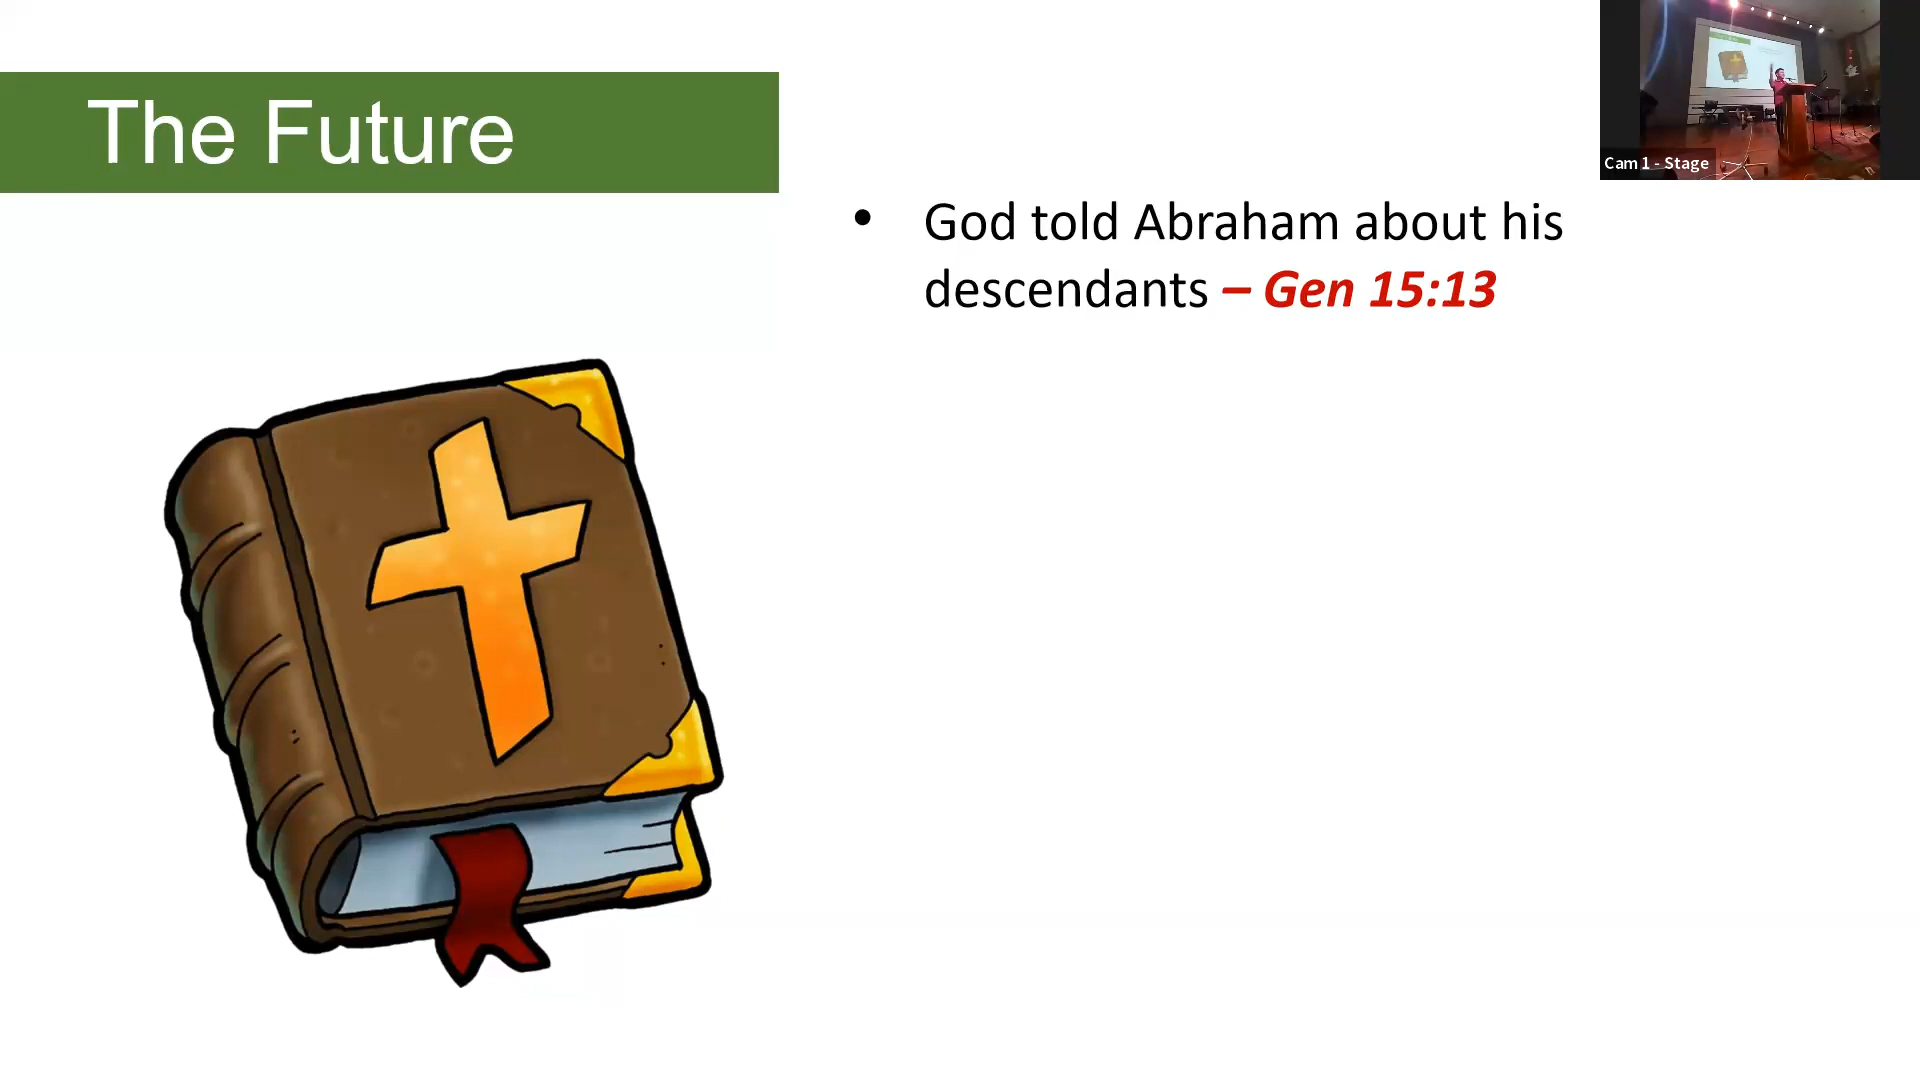 The Future
• God told Abraham about his
descendants – Gen 15:13
Cam 1 - Stage